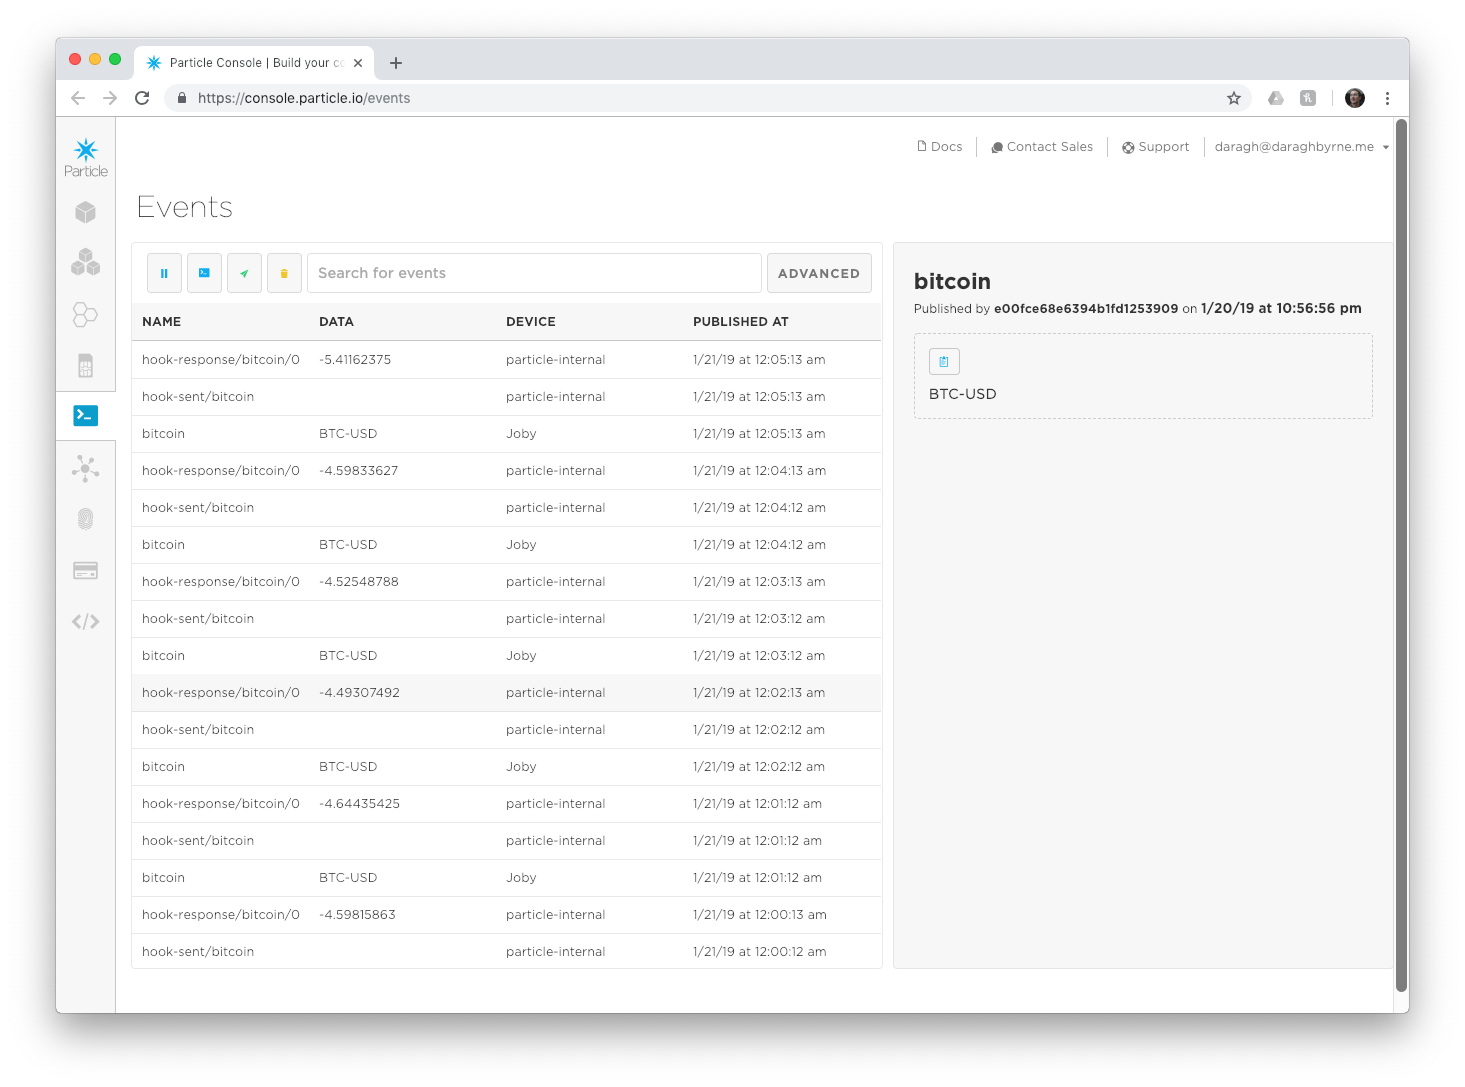 Particle Console | Build your co
https://console.particle.io/events
Particle
Docs Contact Sales Support daragh@daraghbyrne.me
Events
Search for events ADVANCED
NAME DATA DEVICE PUBLISHED AT
hook-response/bitcoin/0 -5.41162375 particle-internal 1/21/19 at 12:05:13 am
hook-sent/bitcoin particle-internal 1/21/19 at 12:05:13 am
bitcoin BTC-USD Joby 1/21/19 at 12:05:13 am
hook-response/bitcoin/0 -4.59833627 particle-internal 1/21/19 at 12:04:13 am
hook-sent/bitcoin particle-internal 1/21/19 at 12:04:12 am
bitcoin BTC-USD Joby 1/21/19 at 12:04:12 am
hook-response/bitcoin/0 -4.52548788 particle-internal 1/21/19 at 12:03:13 am
hook-sent/bitcoin particle-internal 1/21/19 at 12:03:12 am
bitcoin BTC-USD Joby 1/21/19 at 12:03:12 am
hook-response/bitcoin/0 -4.49307492 particle-internal 1/21/19 at 12:02:13 am
hook-sent/bitcoin particle-internal 1/21/19 at 12:02:12 am
bitcoin BTC-USD Joby 1/21/19 at 12:02:12 am
hook-response/bitcoin/0 -4.64435425 particle-internal 1/21/19 at 12:01:12 am
hook-sent/bitcoin particle-internal 1/21/19 at 12:01:12 am
bitcoin BTC-USD Joby 1/21/19 at 12:01:12 am
hook-response/bitcoin/0 -4.59815863 particle-internal 1/21/19 at 12:00:13 am
hook-sent/bitcoin particle-internal 1/21/19 at 12:00:12 am
bitcoin
Published by e00fce68e6394b1fd1253909 on 1/20/19 at 10:56:56 pm
BTC-USD